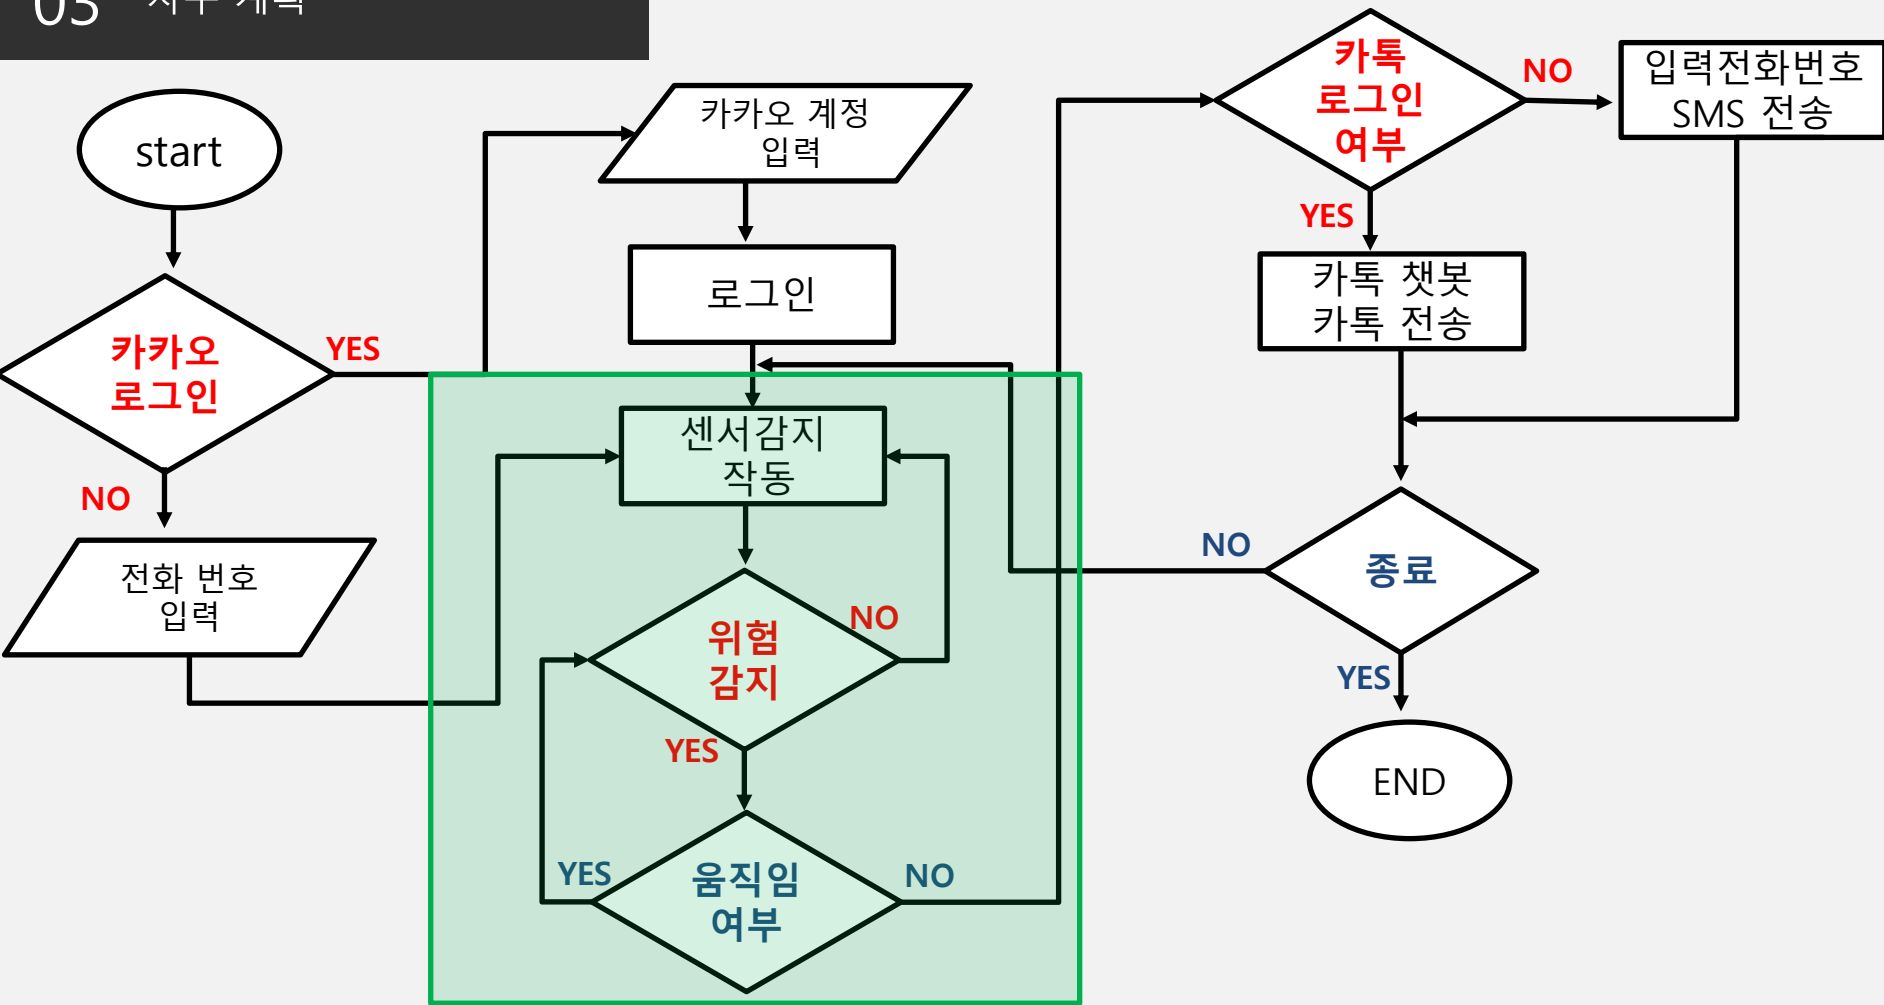 03
start
카카오
로그인
YES
NO
전화 번호
입력
카카오 계정
입력
로그인
센서감지
작동
위험
감지
NO
YES
움직임
여부
YES
NO
카톡
로그인
여부
NO
YES
입력전화번호
SMS 전송
카톡 챗봇
카톡 전송
종료
NO
YES
END